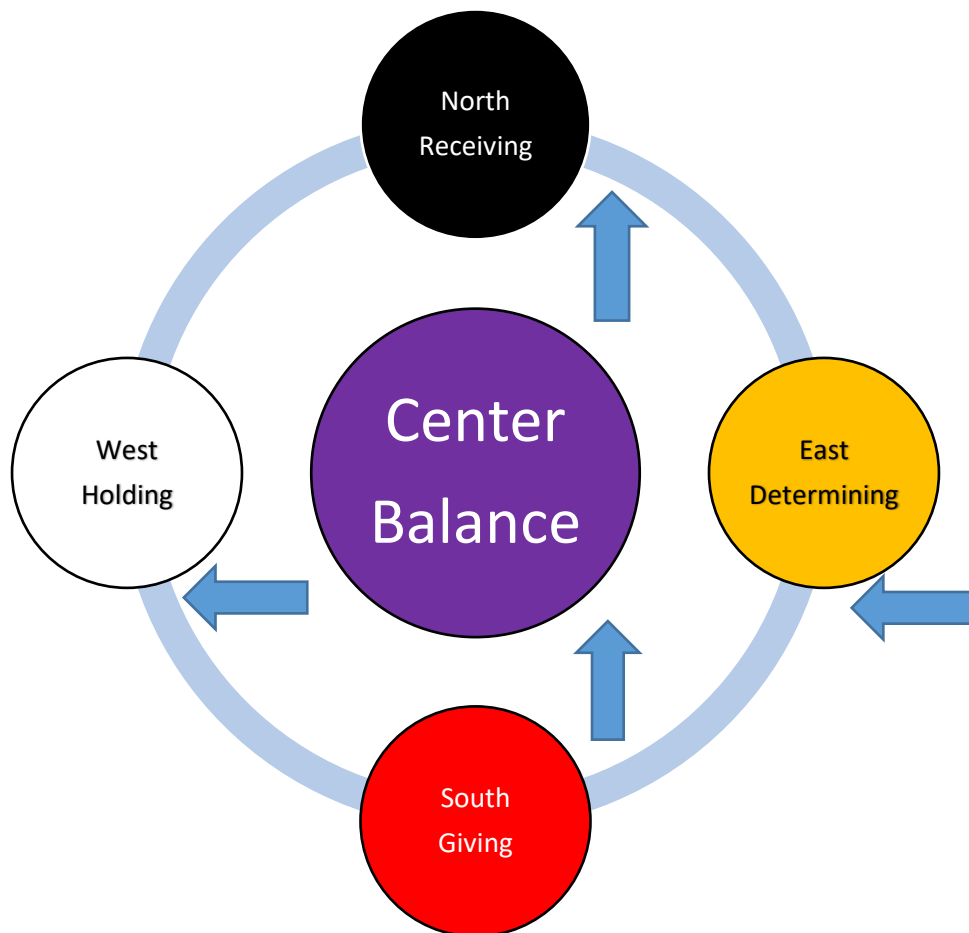 North
Receiving
West
Holding
Center
Balance
East
Determining
South
Giving